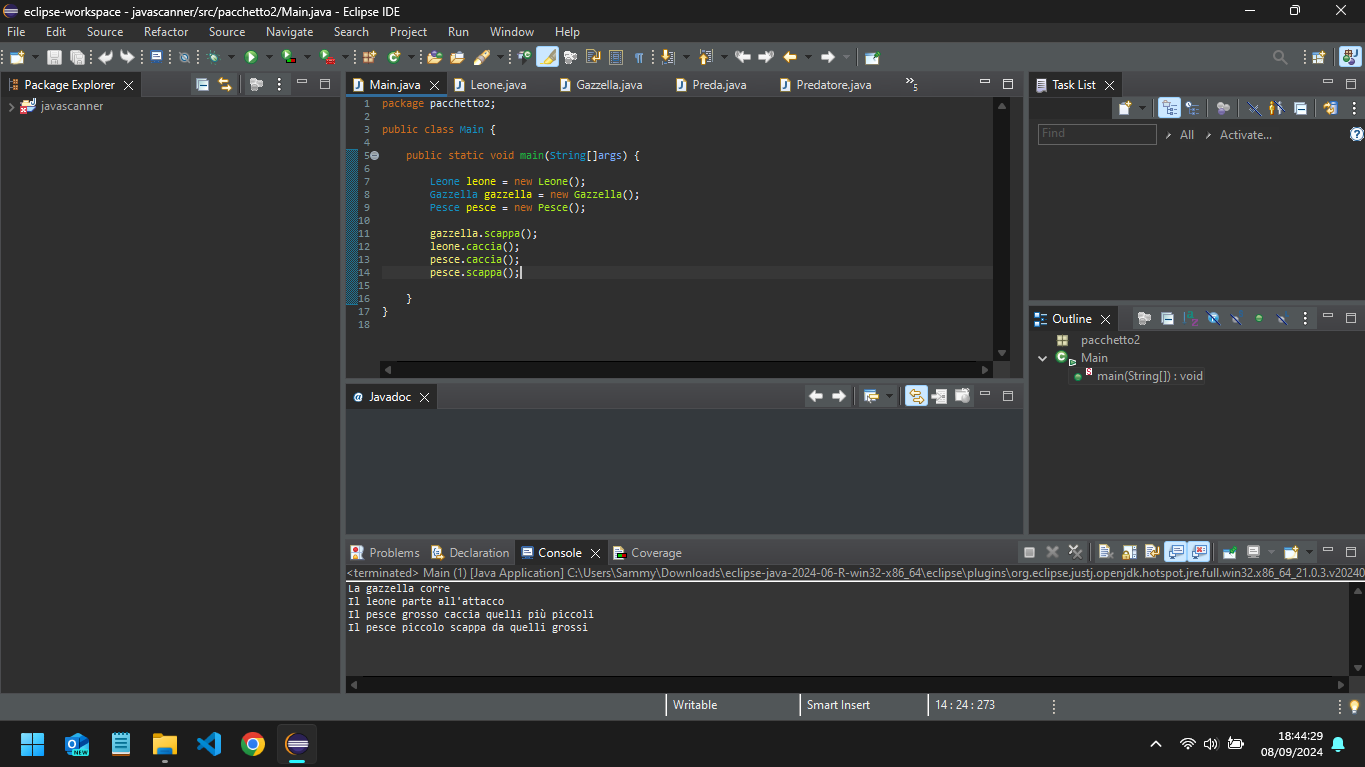 eclipse-workspace - javascanner/src/pacchetto2/Main.java - Eclipse IDE
File Edit Source Refactor Source Navigate Search Project Run Window Help
Package Explorer
javascanner
Main.java Leone.java Gazzella.java Preda.java Predatore.java »5
1 package pacchetto2;
2
3 public class Main {
4
5 public static void main(String[]args) {
6
7 Leone leone = new Leone();
8 Gazzella gazzella = new Gazzella();
9 Pesce pesce = new Pesce();
10
11 gazzella.scappa();
12 leone.caccia();
13 pesce.caccia();
14 pesce.scappa();
15
16 }
17 }
18
Task List
Find All Activate...
Outline
pacchetto2
Main
main(String[]) : void
@ Javadoc
Problems Declaration Console Coverage
<terminated> Main (1) [Java Application] C:\Users\Sammy\Downloads\eclipse-java-2024-06-R-win32-x86_64\eclipse\plugins\org.eclipse.justj.openjdk.hotspot.jre.full.win32.x86_64_21.0.3.v20240
La gazzella corre
Il leone parte all'attacco
Il pesce grosso caccia quelli più piccoli
Il pesce piccolo scappa da quelli grossi
Writable Smart Insert 14 : 24 : 273
NEW
18:44:29
08/09/2024